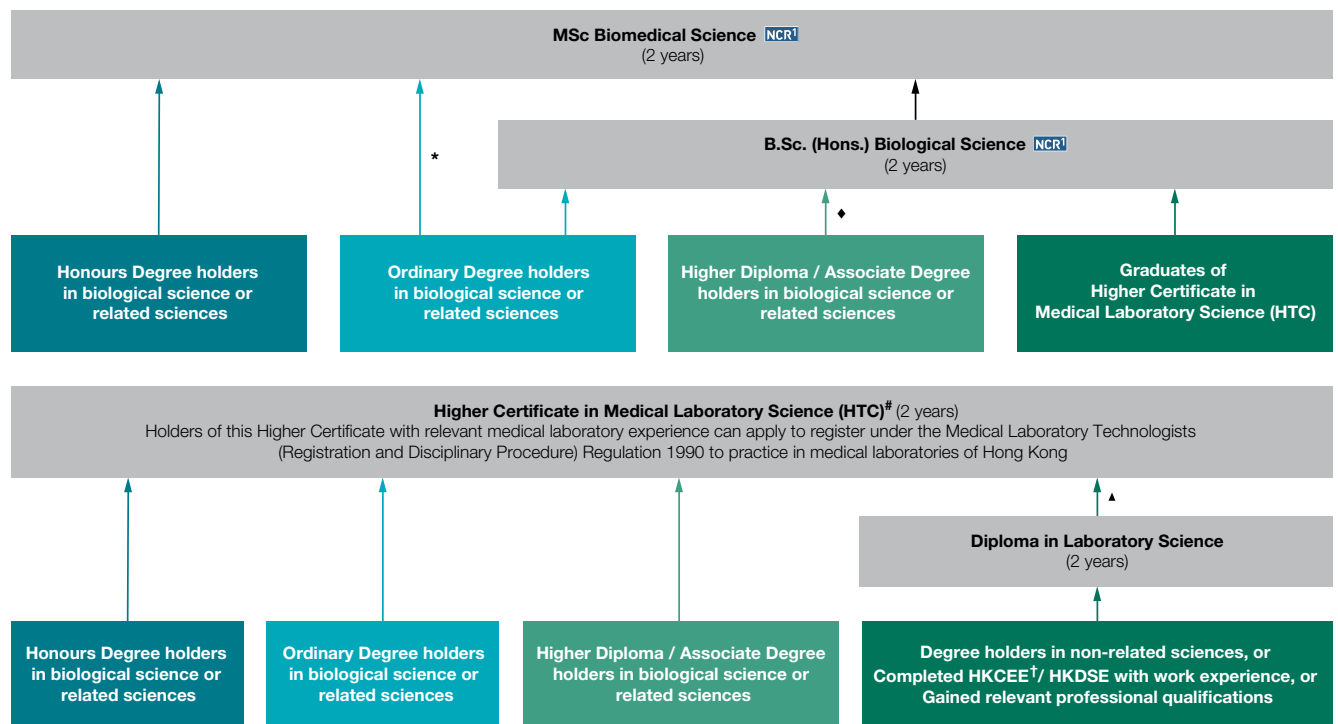 MSc Biomedical Science NCR¹
(2 years)
*
B.Sc. (Hons.) Biological Science NCR¹
(2 years)
♦
Honours Degree holders
in biological science or
related sciences
Ordinary Degree holders
in biological science or
related sciences
Higher Diploma / Associate Degree
holders in biological science or
related sciences
Graduates of
Higher Certificate in
Medical Laboratory Science (HTC)
Higher Certificate in Medical Laboratory Science (HTC)# (2 years)
Holders of this Higher Certificate with relevant medical laboratory experience can apply to register under the Medical Laboratory Technologists
(Registration and Disciplinary Procedure) Regulation 1990 to practice in medical laboratories of Hong Kong
▲
Diploma in Laboratory Science
(2 years)
Honours Degree holders
in biological science or
related sciences
Ordinary Degree holders
in biological science or
related sciences
Higher Diploma / Associate Degree
holders in biological science or
related sciences
Degree holders in non-related sciences, or
Completed HKCEE†/ HKDSE with work experience, or
Gained relevant professional qualifications